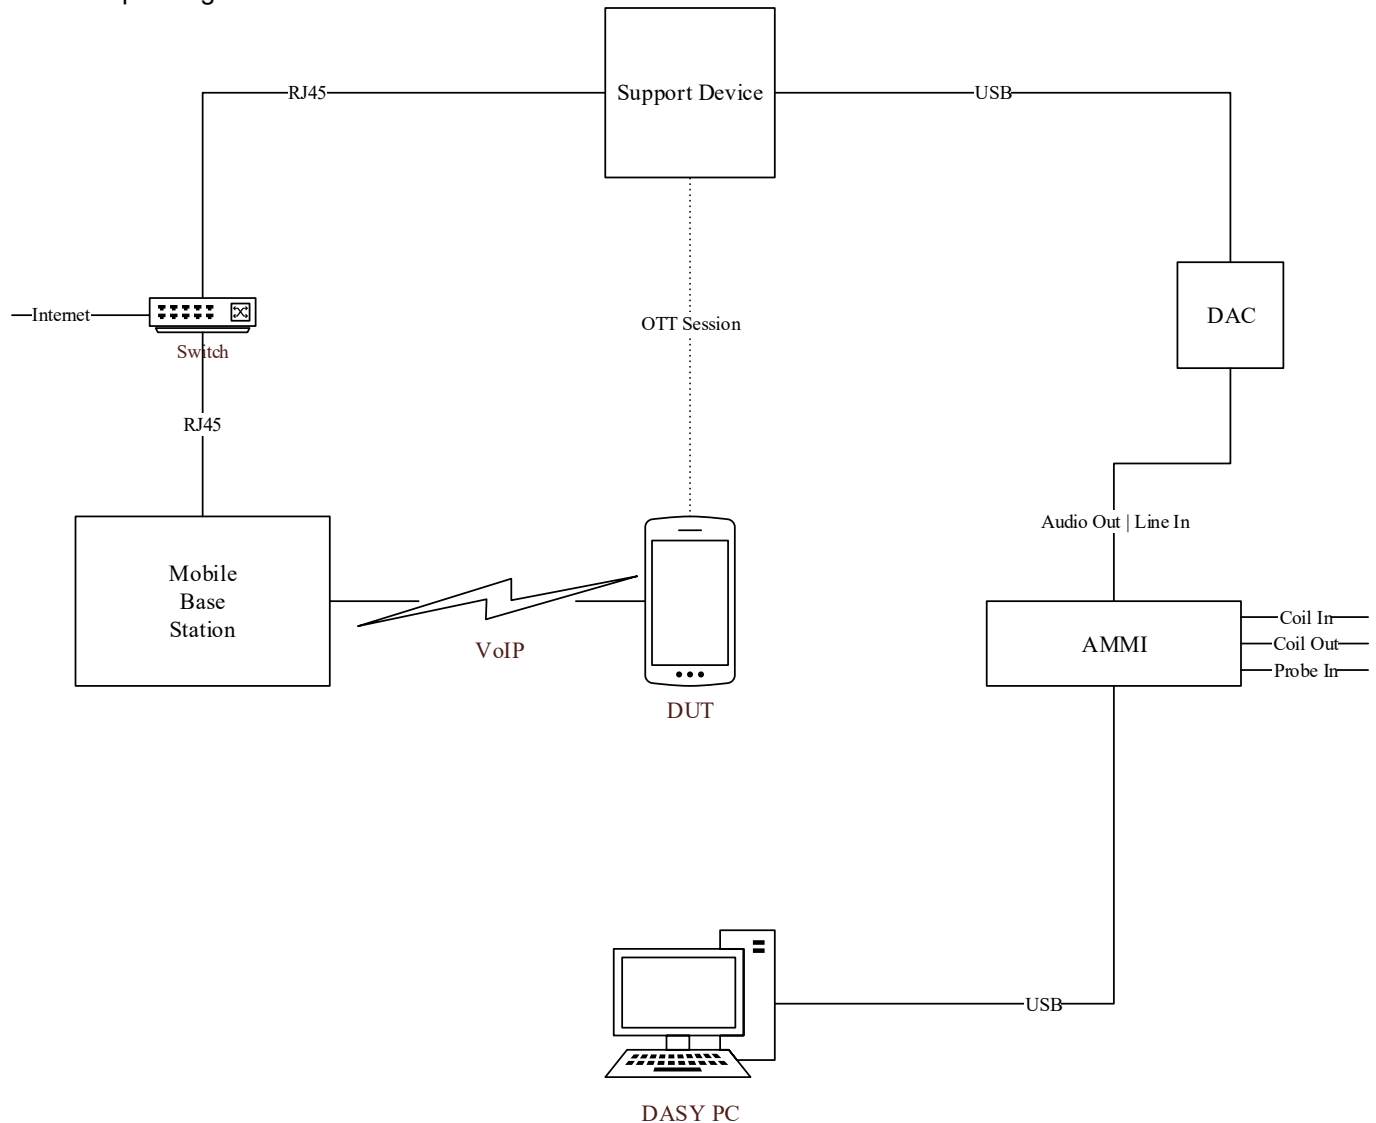 Support Device
RJ45
USB
Internet
DAC
OTT Session
Switch
RJ45
Audio Out | Line In
Mobile
Base
Station
VoIP
DUT
AMMI
Coil In
Coil Out
Probe In
USB
DASY PC